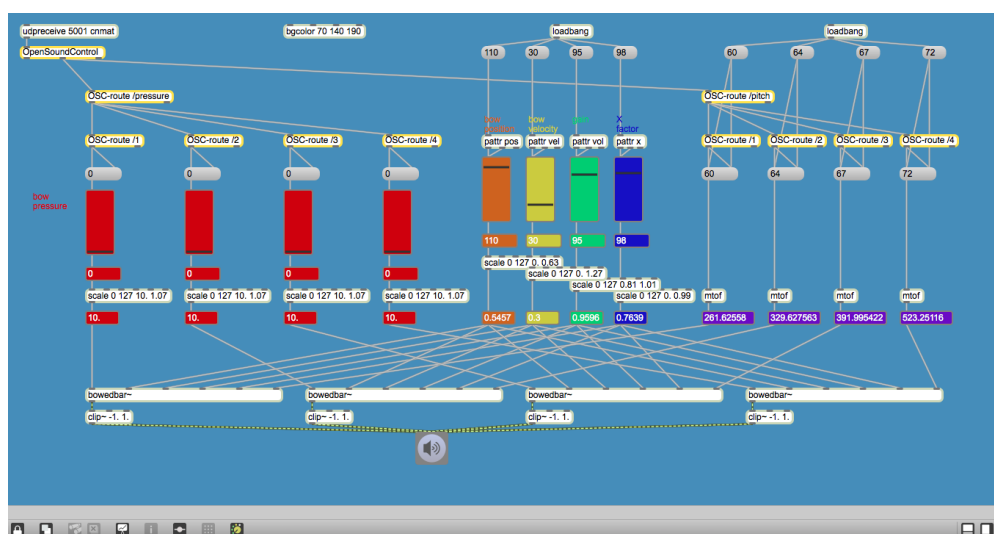 udpreceive 5001 cnmat
bgcolor 70 140 190
loadbang
loadbang
OpenSoundControl
110
30
95
98
60
64
67
72
OSC-route /pressure
OSC-route /pitch
bow
velocity
X
factor
OSC-route /1
OSC-route /2
OSC-route /3
OSC-route /4
pattr pos
pattr vel
pattr vol
pattr x
OSC-route /1
OSC-route /2
OSC-route /3
OSC-route /4
0
0
0
0
60
64
67
72
bow
pressure
110
30
95
98
scale 0 127 0. 0.63
0
0
0
0
scale 0 127 0. 1.27
scale 0 127 0.81 1.01
scale 0 127 10. 1.07
scale 0 127 10. 1.07
scale 0 127 10. 1.07
scale 0 127 10. 1.07
scale 0 127 0. 0.99
mtof
mtof
mtof
mtof
10.
10.
10.
10.
0.5457
0.3
0.9596
0.7639
261.62558
329.627563
391.995422
523.25116
bowedbar~
bowedbar~
bowedbar~
bowedbar~
clip~ -1. 1.
clip~ -1. 1.
clip~ -1. 1.
clip~ -1. 1.